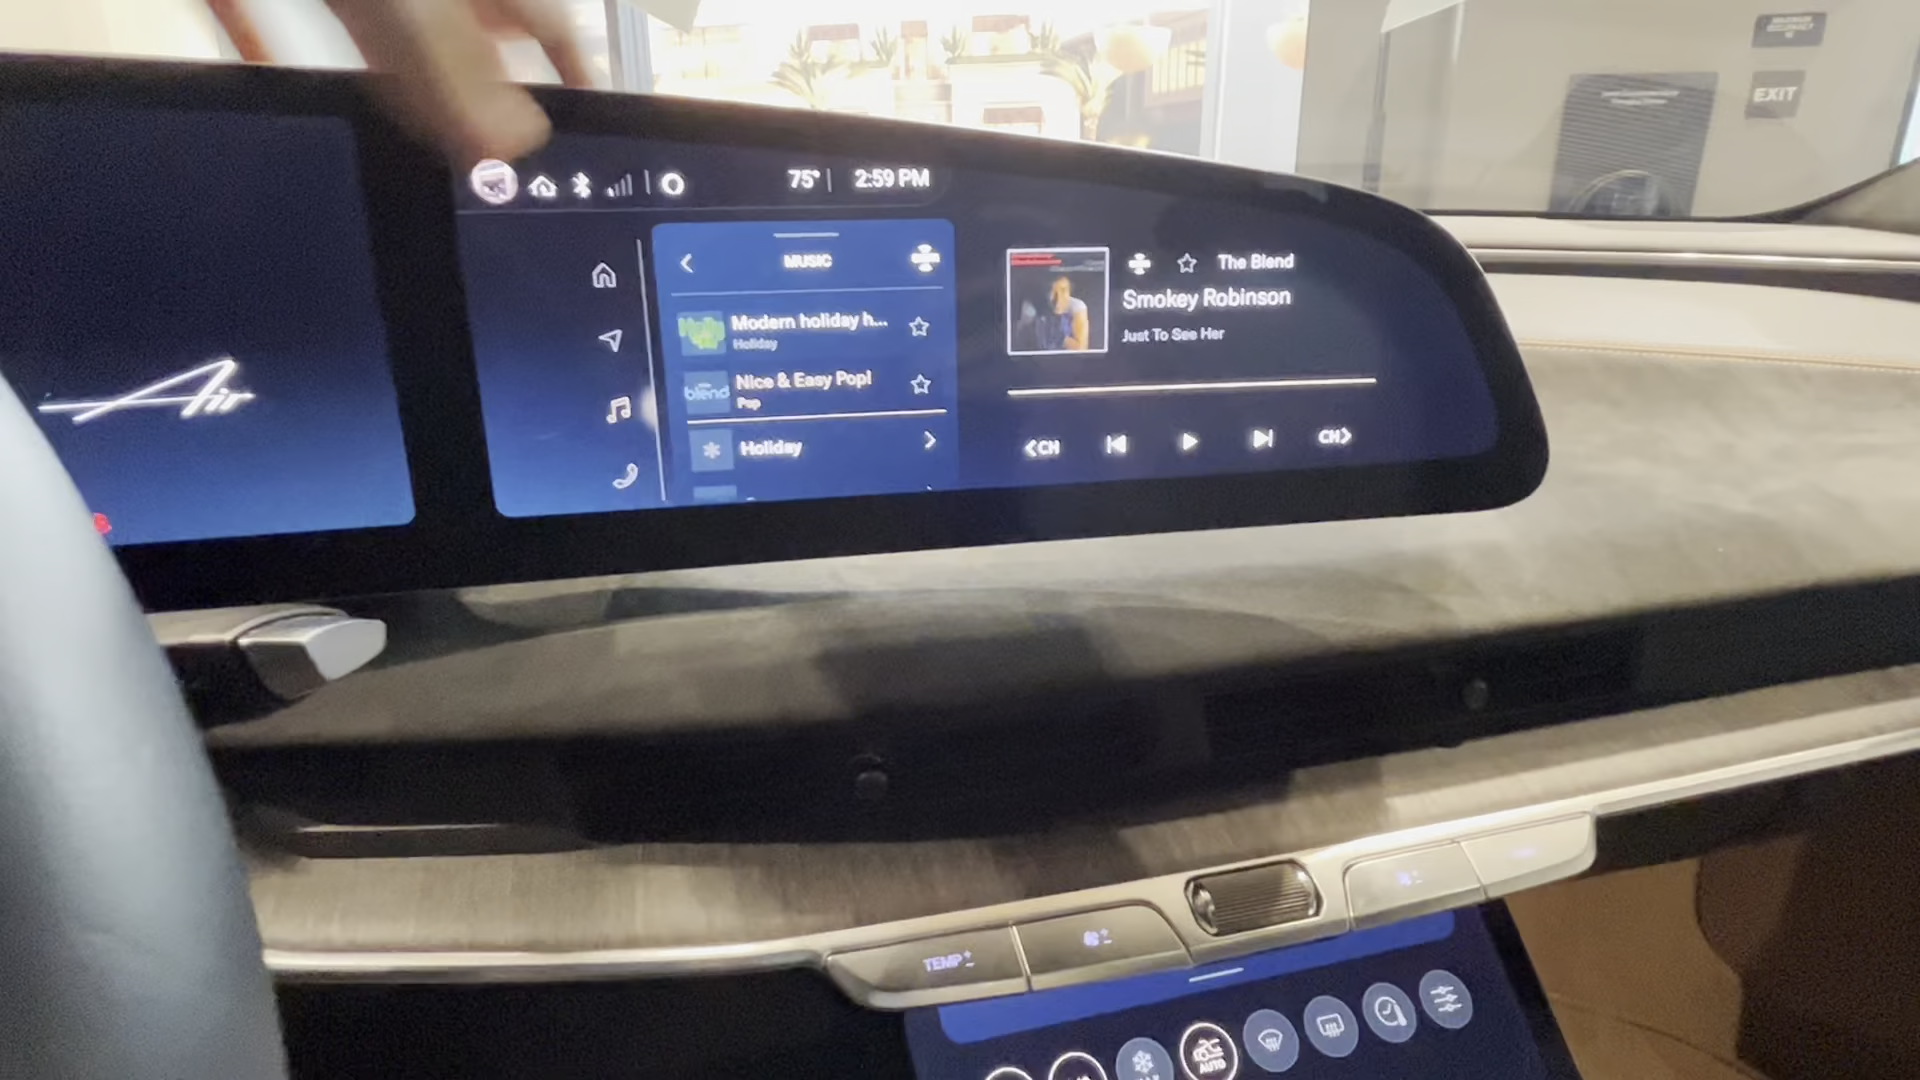 EXIT
75°
2:59 PM
MUSIC
Modern holiday h...
Holiday
Nice & Easy Pop!
Pop
Holiday
blend
The Blend
Smokey Robinson
Just To See Her
CH
CH
Air
TEMP
AUTO